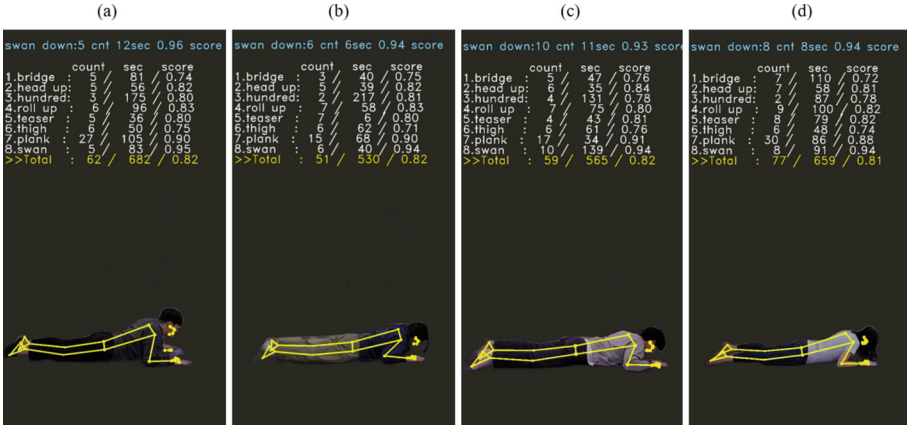 (a)
swan down:5 cnt 12sec 0.96 score
count sec score
1.bridge : 5 / 81 / 0.74
2.head up: 5 / 56 / 0.82
3.hundred: 3 / 175 / 0.80
4.roll up : 6 / 96 / 0.83
5.teaser : 5 / 36 / 0.80
6.thigh : 6 / 50 / 0.75
7.plank : 27 / 105 / 0.90
8.swan : 5 / 83 / 0.95
>>Total : 62 / 682 / 0.82
(b)
swan down:6 cnt 6sec 0.94 score
count sec score
1.bridge : 3 / 40 / 0.75
2.head up: 5 / 39 / 0.82
3.hundred: 2 / 217 / 0.81
4.roll up : 7 / 58 / 0.83
5.teaser : 7 / 6 / 0.80
6.thigh : 6 / 62 / 0.71
7.plank : 15 / 68 / 0.90
8.swan : 6 / 40 / 0.94
>>Total : 51 / 530 / 0.82
(c)
swan down:10 cnt 11sec 0.93 score
count sec score
1.bridge : 5 / 47 / 0.76
2.head up: 6 / 35 / 0.84
3.hundred: 4 / 131 / 0.78
4.roll up : 7 / 75 / 0.80
5.teaser : 4 / 43 / 0.81
6.thigh : 6 / 61 / 0.76
7.plank : 17 / 34 / 0.91
8.swan : 10 / 139 / 0.94
>>Total : 59 / 565 / 0.82
(d)
swan down:8 cnt 8sec 0.94 score
count sec score
1.bridge : 7 / 110 / 0.72
2.head up: 7 / 58 / 0.81
3.hundred: 2 / 87 / 0.78
4.roll up : 9 / 100 / 0.82
5.teaser : 8 / 79 / 0.82
6.thigh : 6 / 48 / 0.74
7.plank : 30 / 86 / 0.88
8.swan : 8 / 91 / 0.94
>>Total : 77 / 659 / 0.81